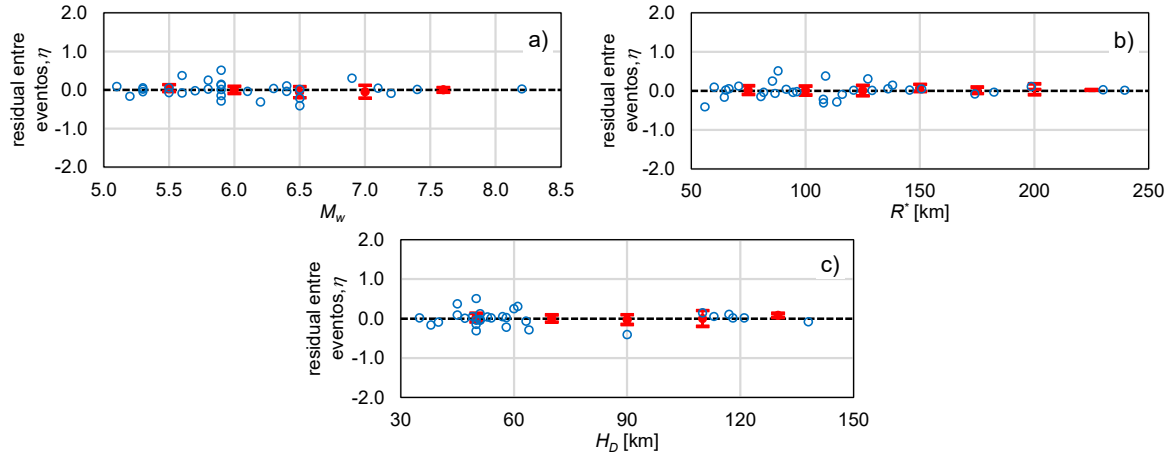 residual entre
eventos, η
2.0
1.0
0.0
-1.0
-2.0
5.0 5.5 6.0 6.5 7.0 7.5 8.0 8.5
M_w
a)
residual entre
eventos, η
2.0
1.0
0.0
-1.0
-2.0
50 100 150 200 250
R* [km]
b)
residual entre
eventos, η
2.0
1.0
0.0
-1.0
-2.0
30 60 90 120 150
H_D [km]
c)